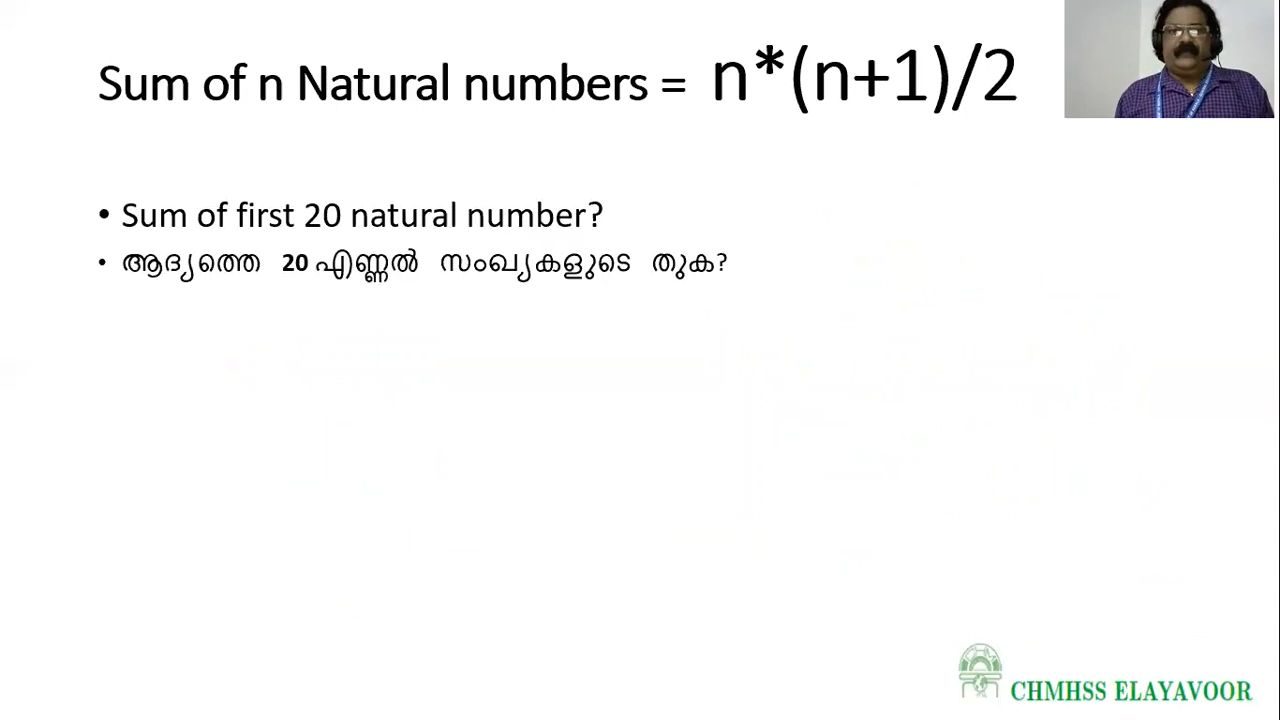 Sum of n Natural numbers = n*(n+1)/2
• Sum of first 20 natural number?
• ആദ്യത്തെ 20 എണ്ണൽ സംഖ്യകളുടെ തുക?
CHMHSS ELAYAVOOR